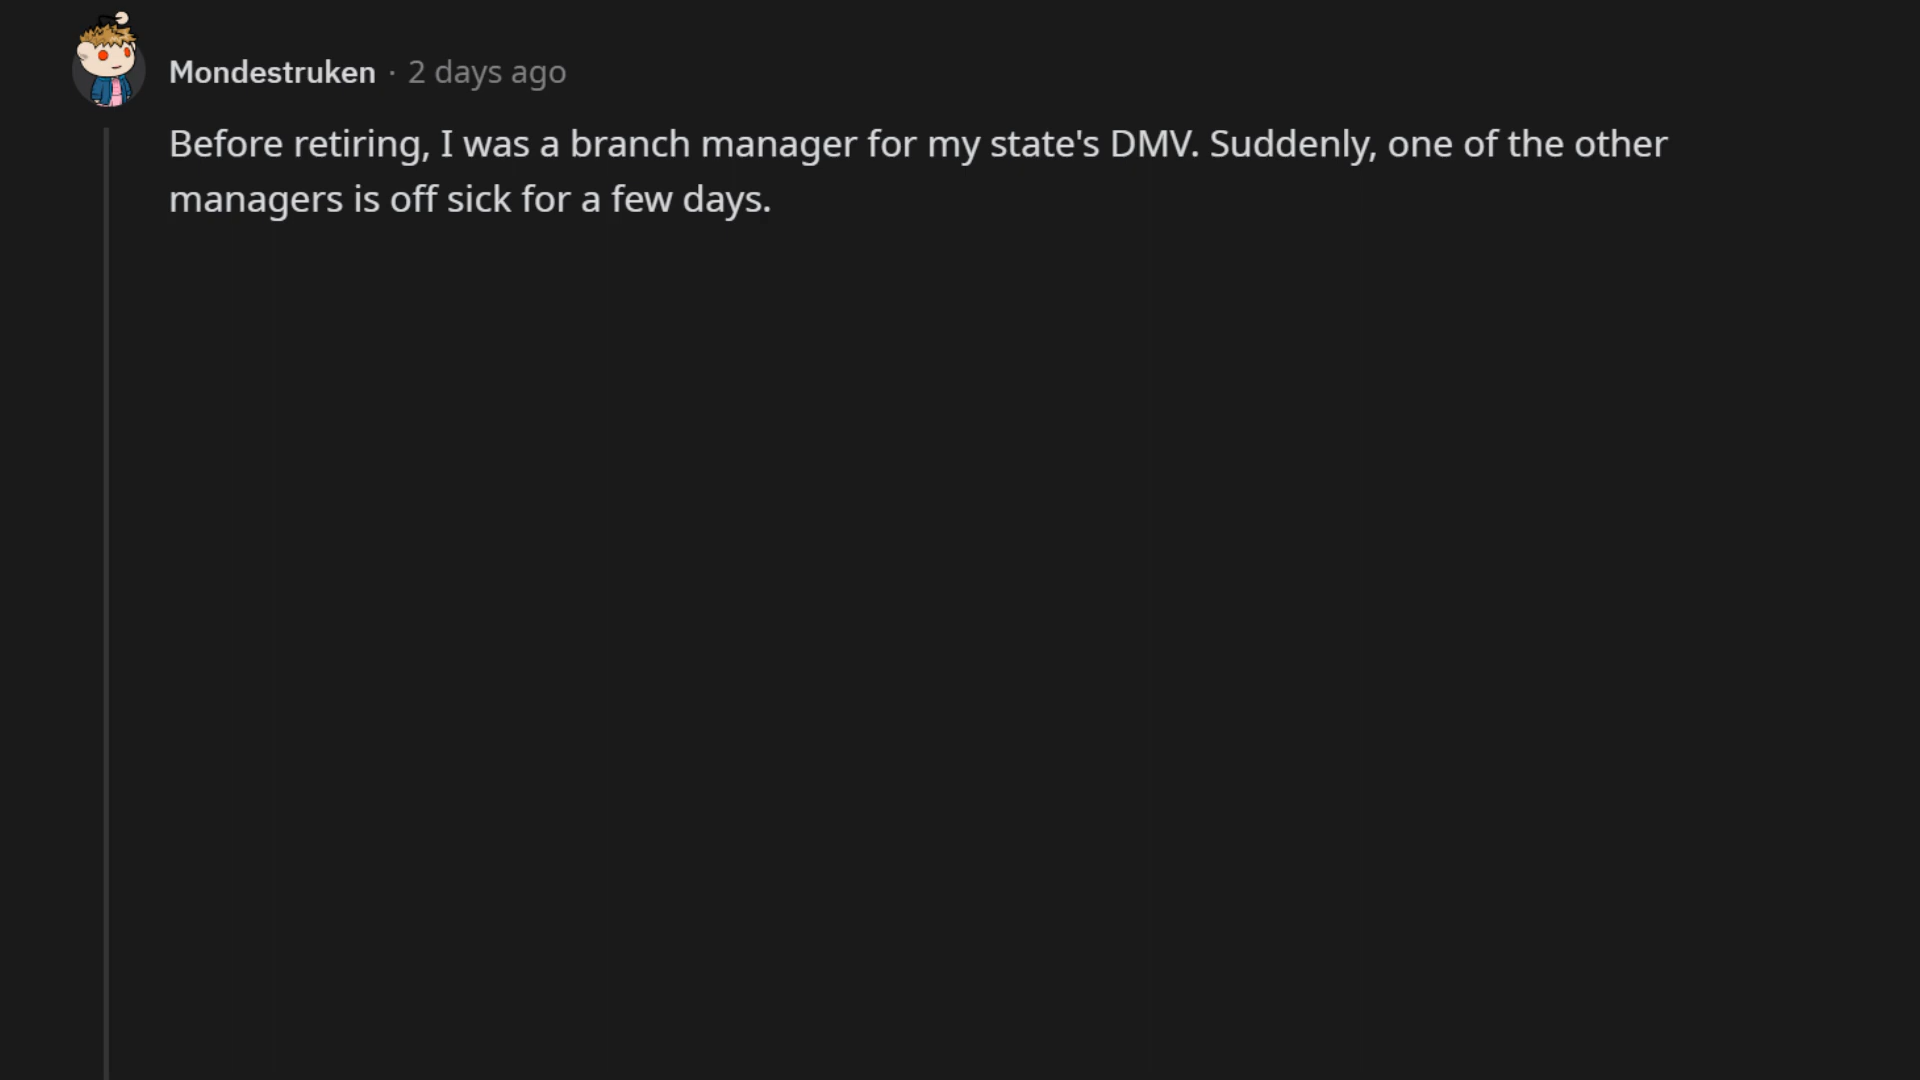 Mondestruken · 2 days ago
Before retiring, I was a branch manager for my state's DMV. Suddenly, one of the other
managers is off sick for a few days.